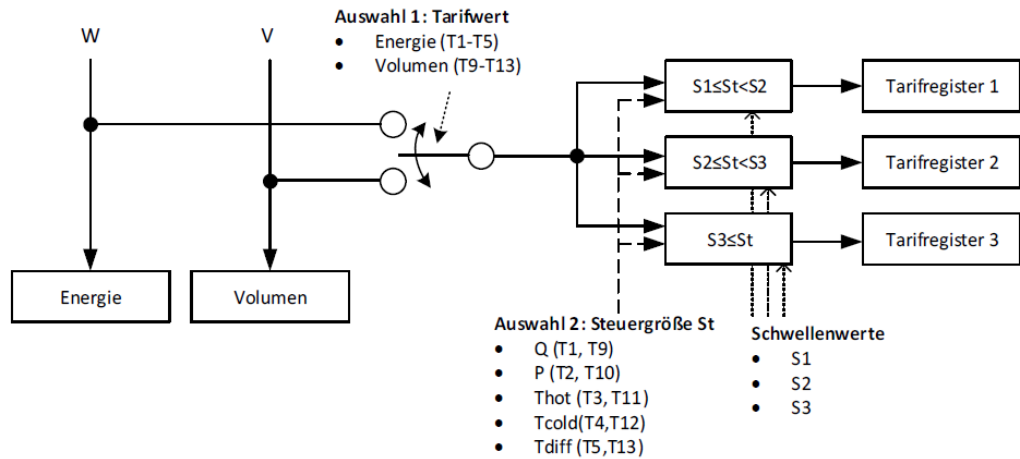 Auswahl 1: Tarifwert
• Energie (T1-T5)
• Volumen (T9-T13)
W
V
S1≤St<S2
Tarifregister 1
S2≤St<S3
Tarifregister 2
S3≤St
Tarifregister 3
Energie
Volumen
Auswahl 2: Steuergröße St
• Q (T1, T9)
• P (T2, T10)
• Thot (T3, T11)
• Tcold(T4,T12)
• Tdiff (T5,T13)
Schwellenwerte
• S1
• S2
• S3